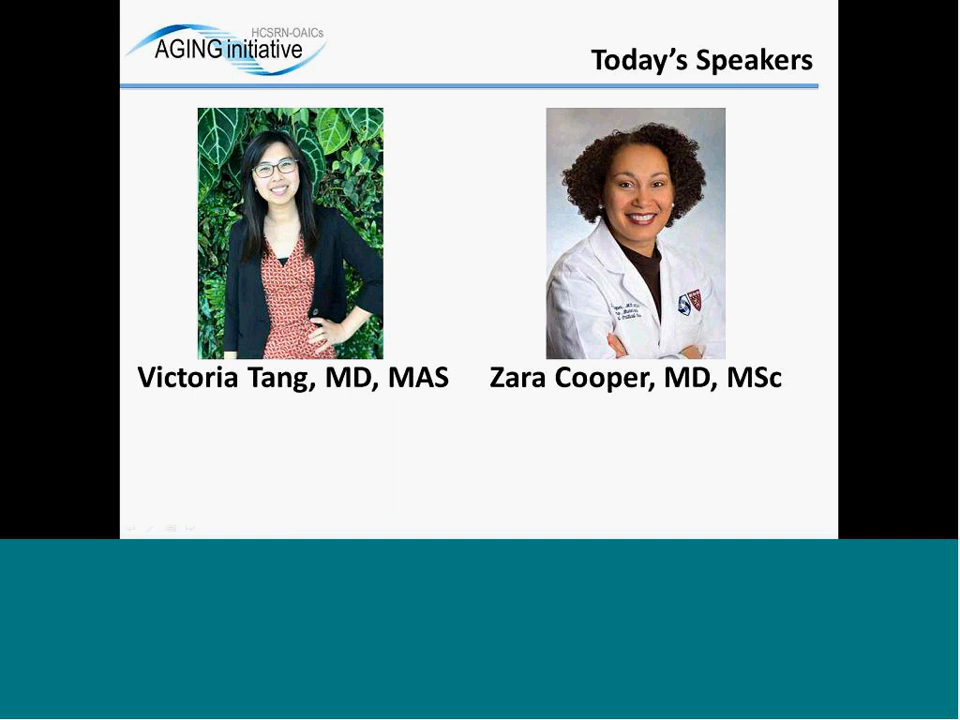 HCSRN-OAICs
AGING initiative
Today’s Speakers
Victoria Tang, MD, MAS
Zara Cooper, MD, MSc